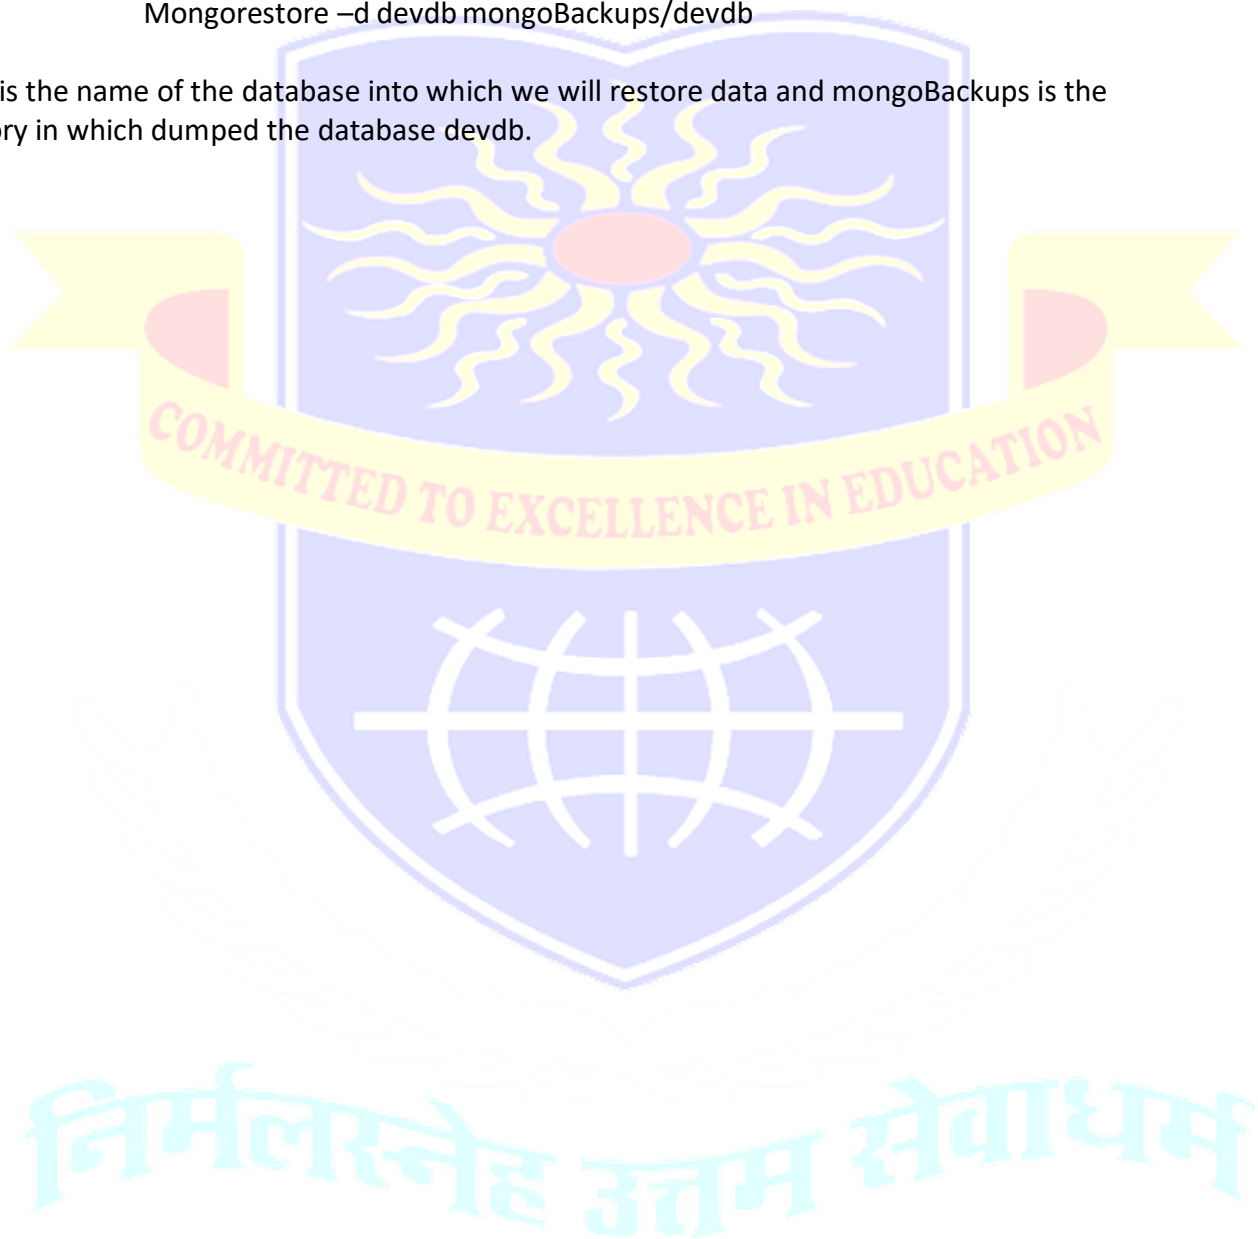 Mongorestore –d devdb mongoBackups/devdb
is the name of the database into which we will restore data and mongoBackups is the
ory in which dumped the database devdb.
COMMITTED TO EXCELLENCE IN EDUCATION
निर्मलस्नेह उत्तम सेवाधर्म